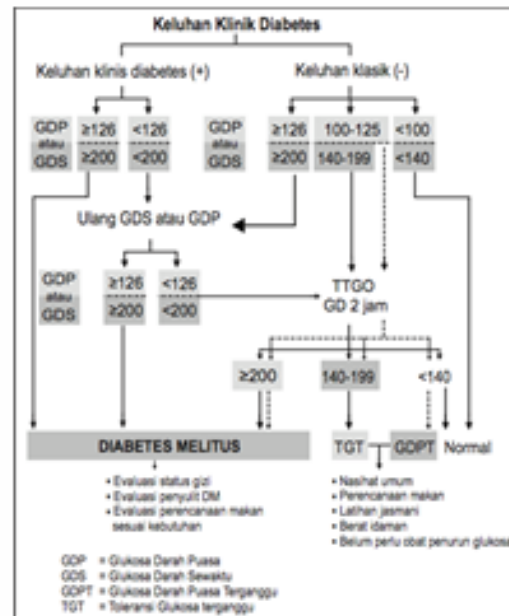 Keluhan Klinik Diabetes
Keluhan klinis diabetes (+)
Keluhan klasik (-)
GDP
atau
GDS
≥126
<126
≥200
<200
GDP
atau
GDS
≥126
100-125
<100
≥200
140-199
<140
Ulang GDS atau GDP
GDP
atau
GDS
≥126
<126
≥200
<200
TTGO
GD 2 jam
≥200
140-199
<140
DIABETES MELITUS
TGT
GDPT
Normal
• Evaluasi status gizi
• Evaluasi penyulit DM
• Evaluasi perencanaan makan
sesuai kebutuhan
• Nasihat umum
• Perencanaan makan
• Latihan jasmani
• Berat idaman
• Belum perlu obat penurun glukosa
GDP = Glukosa Darah Puasa
GDS = Glukosa Darah Sewaktu
GDPT = Glukosa Darah Puasa Terganggu
TGT = Toleransi Glukosa terganggu